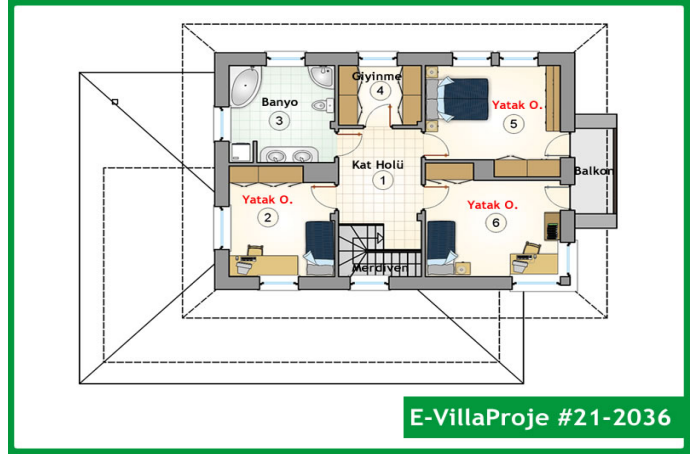 Giyinme
4
Banyo
3
Yatak O.
5
Kat Holü
1
Balkon
Yatak O.
2
Yatak O.
6
Merdiven
E-VillaProje #21-2036